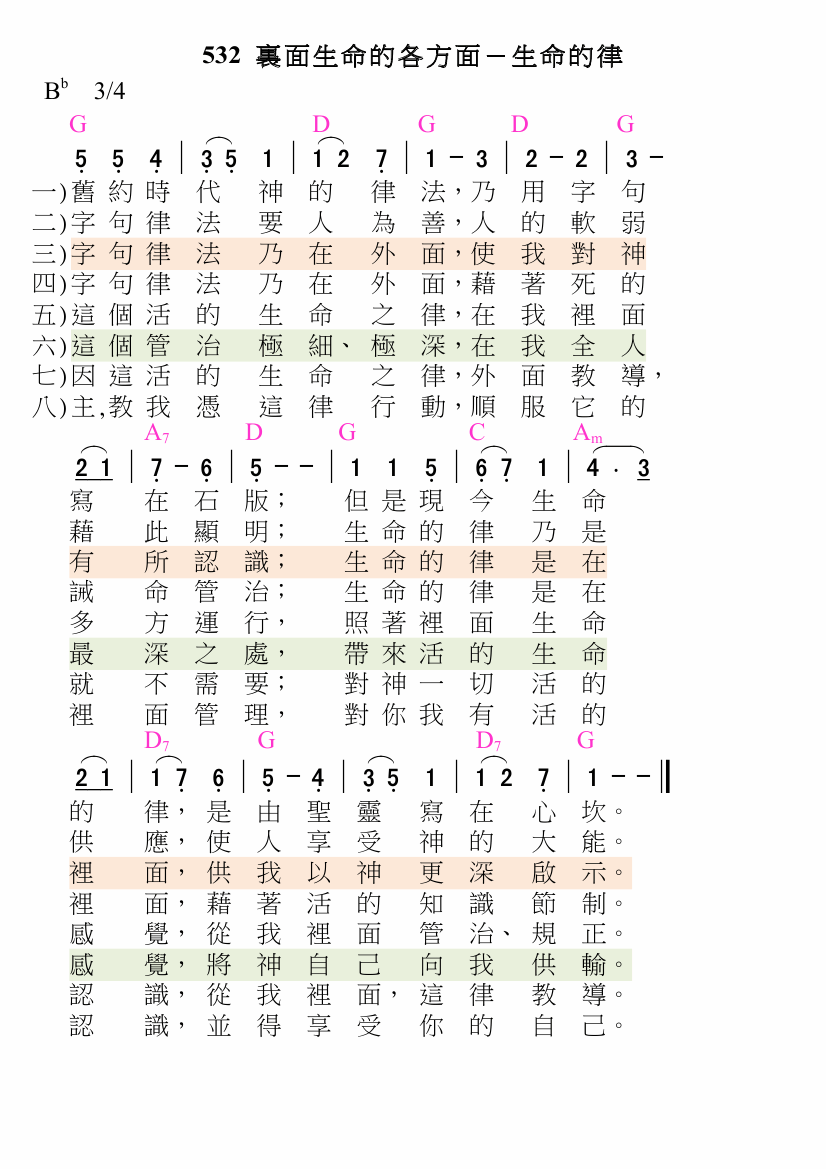 532 裏面生命的各方面－生命的律
B♭ 3/4
G D G D G
5 5 4 | 3 5 1 | 1 2 7 | 1 - 3 | 2 - 2 | 3 -
一)舊約時代神的律法，乃用字句
二)字句律法要人為善，人的軟弱
三)字句律法乃在外面，使我對神
四)字句律法乃在外面，藉著死的
五)這個活的生命之律，在我裡面
六)這個管治極細、極深，在我全人
七)因這活的生命之律，外面教導，
八)主,教我憑這律行動，順服它的
A7 D G C Am
2 1 | 7 - 6 | 5 - - | 1 1 5 | 6 7 1 | 4 . 3
寫在石版；但是現今生命
藉此顯明；生命的律乃是
有所認識；生命的律是在
誡命管治；生命的律是在
多方運行，照著裡面生命
最深之處，帶來活的生命
就不需要；對神一切活的
裡面管理，對你我有活的
D7 G D7 G
2 1 | 1 7 6 | 5 - 4 | 3 5 1 | 1 2 7 | 1 - - ‖
的律，是由聖靈寫在心坎。
供應，使人享受神的大能。
裡面，供我以神更深啟示。
裡面，藉著活的知識節制。
感覺，從我裡面管治、規正。
感覺，將神自己向我供輸。
認識，從我裡面，這律教導。
認識，並得享受你的自己。